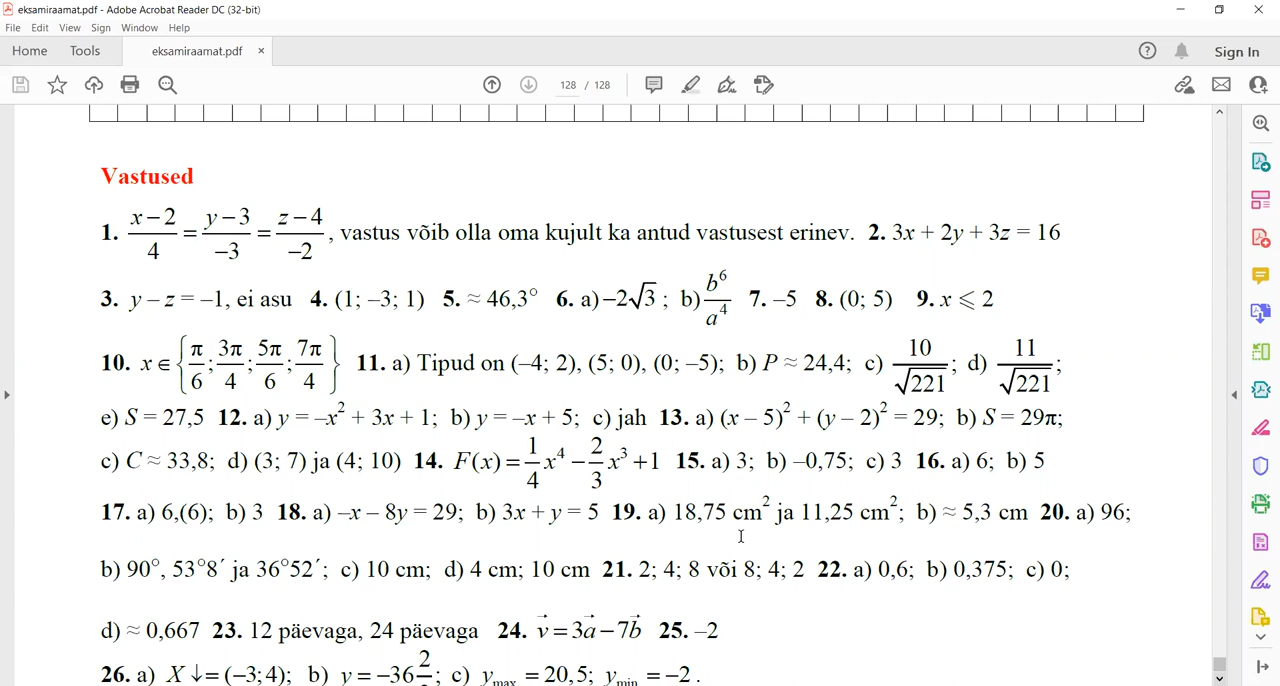 eksamiraamat.pdf - Adobe Acrobat Reader DC (32-bit)
File Edit View Sign Window Help
Home Tools eksamiraamat.pdf × Sign In
128 / 128
Vastused
1. (x−2)/4 = (y−3)/−3 = (z−4)/−2, vastus võib olla oma kujult ka antud vastusest erinev. 2. 3x + 2y + 3z = 16
3. y – z = –1, ei asu 4. (1; –3; 1) 5. ≈ 46,3° 6. a) −2√3; b) b⁶/a⁴ 7. –5 8. (0; 5) 9. x ⩽ 2
10. x ∈ {π/6; 3π/4; 5π/6; 7π/4} 11. a) Tipud on (–4; 2), (5; 0), (0; –5); b) P ≈ 24,4; c) 10/√221; d) 11/√221;
e) S = 27,5 12. a) y = –x² + 3x + 1; b) y = –x + 5; c) jah 13. a) (x – 5)² + (y – 2)² = 29; b) S = 29π;
c) C ≈ 33,8; d) (3; 7) ja (4; 10) 14. F(x) = 1/4 x⁴ − 2/3 x³ + 1 15. a) 3; b) –0,75; c) 3 16. a) 6; b) 5
17. a) 6,(6); b) 3 18. a) –x – 8y = 29; b) 3x + y = 5 19. a) 18,75 cm² ja 11,25 cm²; b) ≈ 5,3 cm 20. a) 96;
b) 90°, 53°8′ ja 36°52′; c) 10 cm; d) 4 cm; 10 cm 21. 2; 4; 8 või 8; 4; 2 22. a) 0,6; b) 0,375; c) 0;
d) ≈ 0,667 23. 12 päevaga, 24 päevaga 24. v⃗ = 3a⃗ − 7b⃗ 25. –2
26. a) X↓ = (−3; 4); b) y = −36 2/; c) yₘₐₓ = 20,5; yₘᵢₙ = −2.